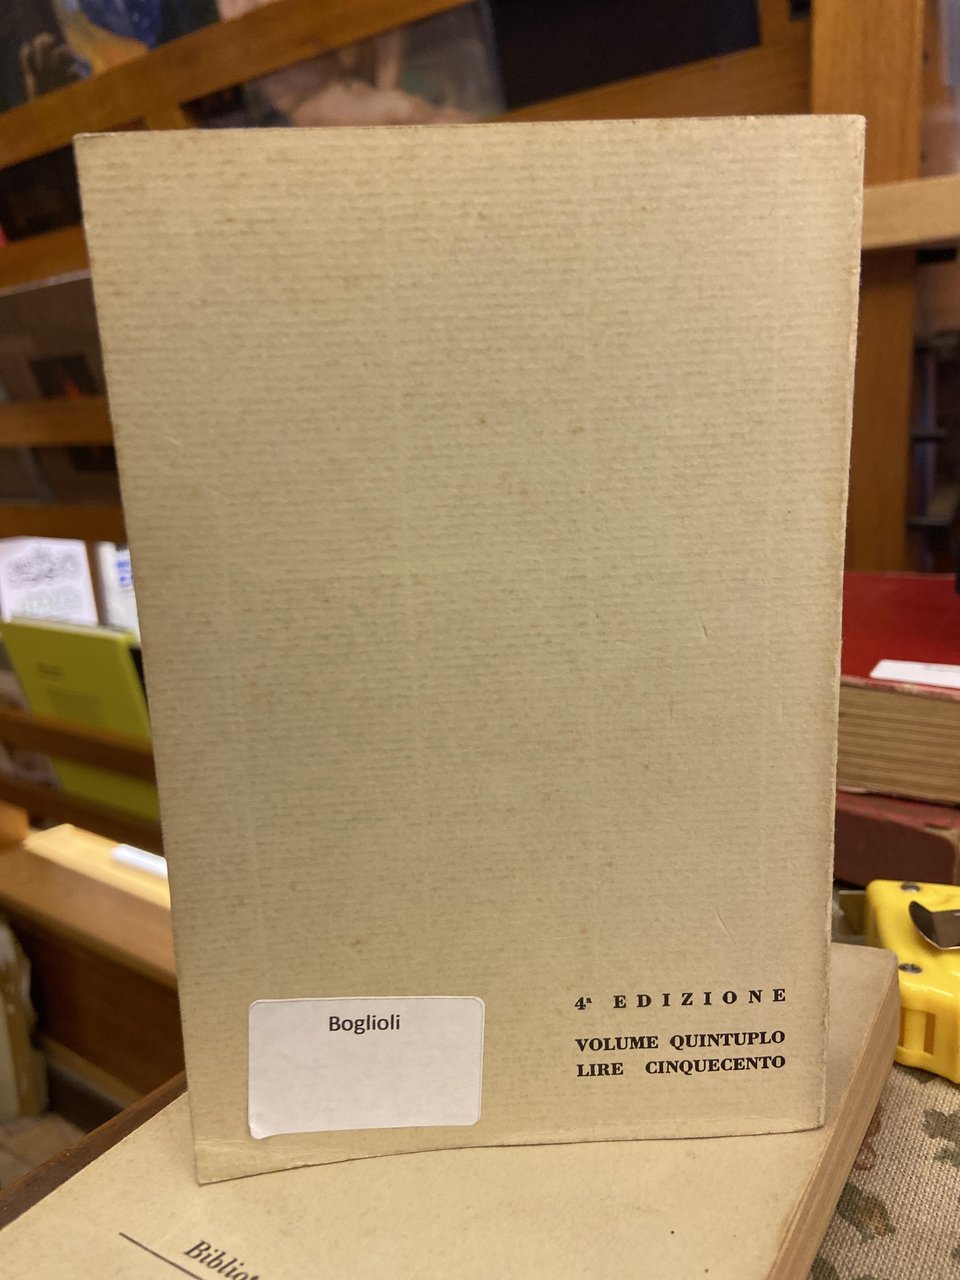 Boglioli
4ª EDIZIONE
VOLUME QUINTUPLO
LIRE CINQUECENTO